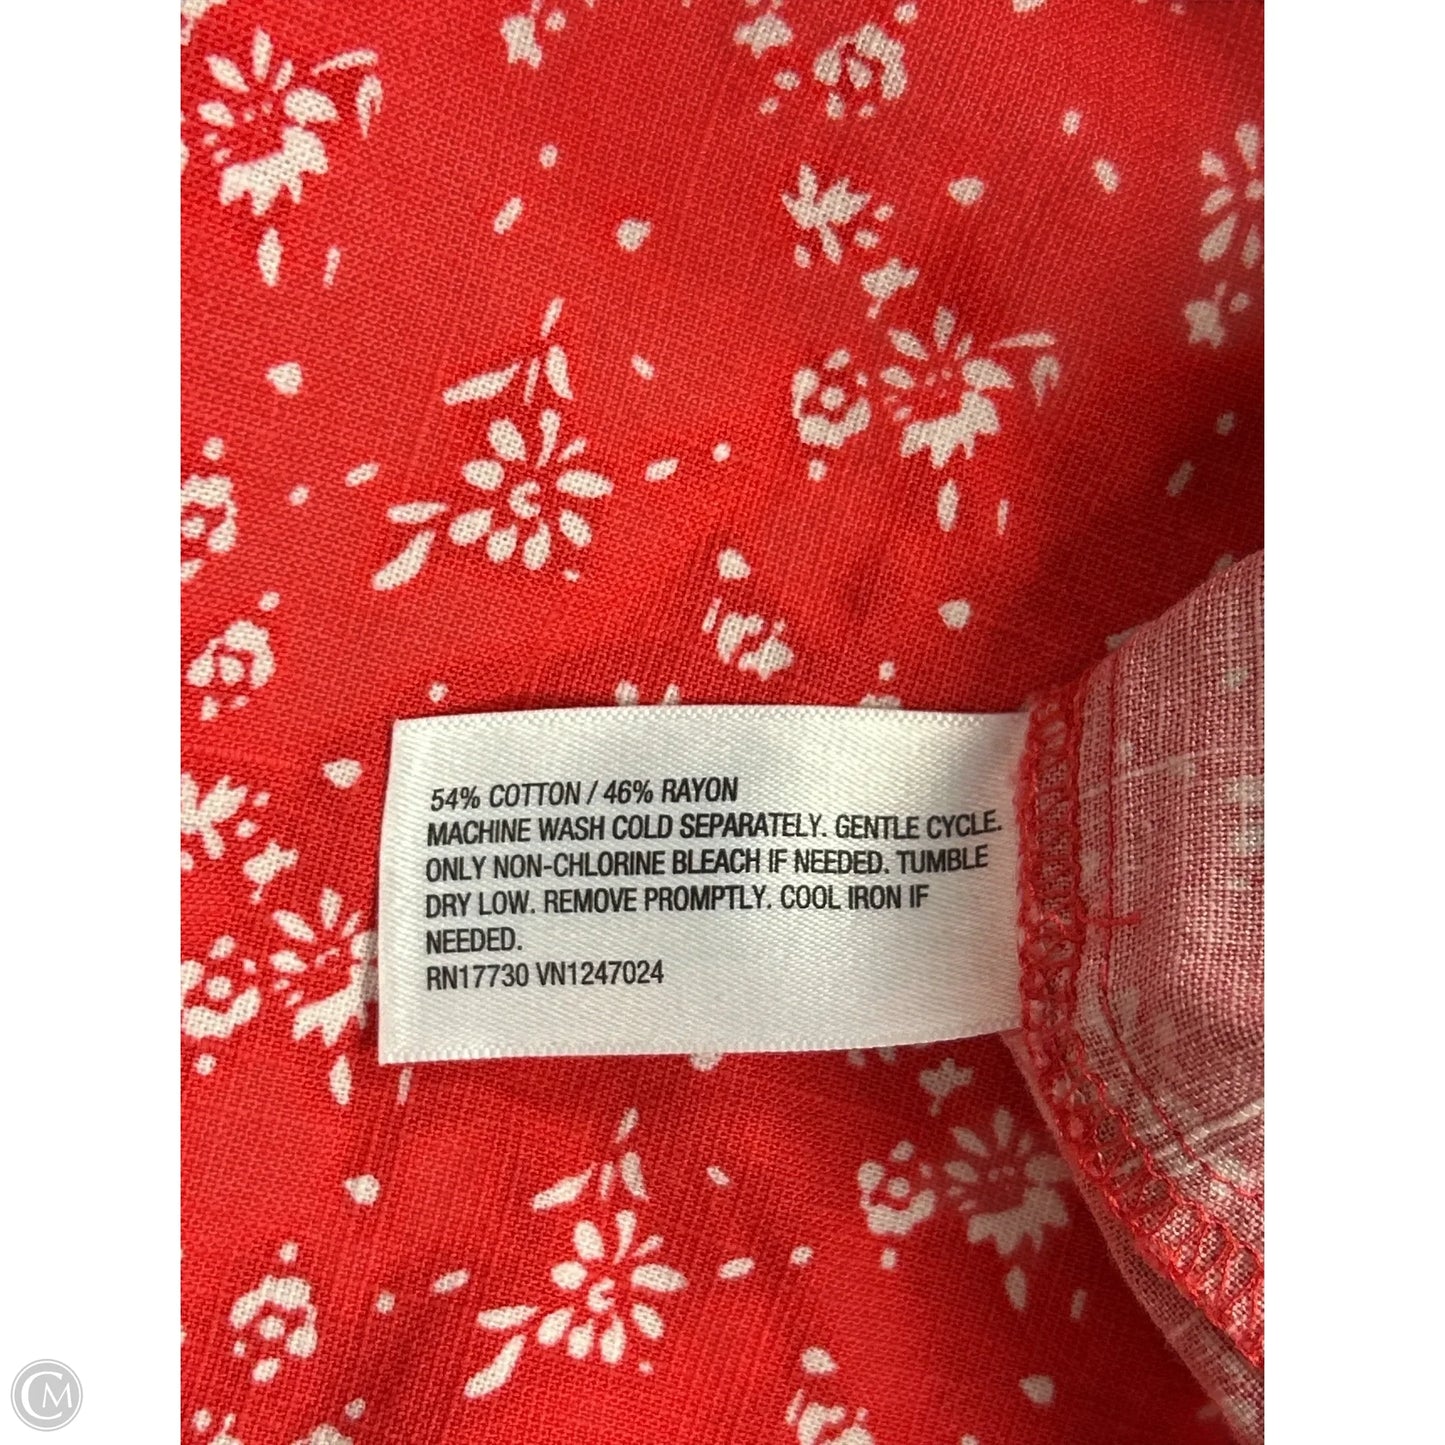 54% COTTON / 46% RAYON
MACHINE WASH COLD SEPARATELY. GENTLE CYCLE.
ONLY NON-CHLORINE BLEACH IF NEEDED. TUMBLE
DRY LOW. REMOVE PROMPTLY. COOL IRON IF
NEEDED.
RN17730 VN1247024
CM